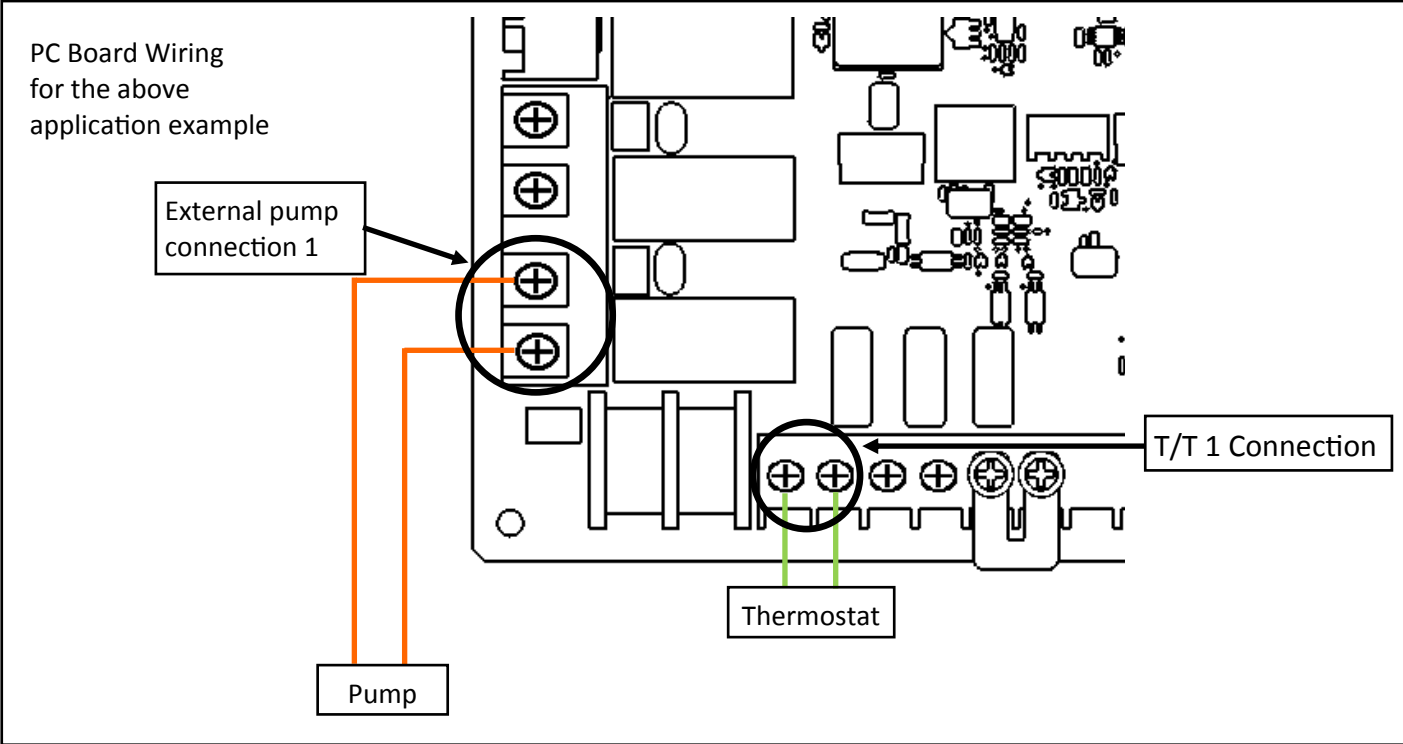 PC Board Wiring
for the above
application example
External pump
connection 1
T/T 1 Connection
Thermostat
Pump